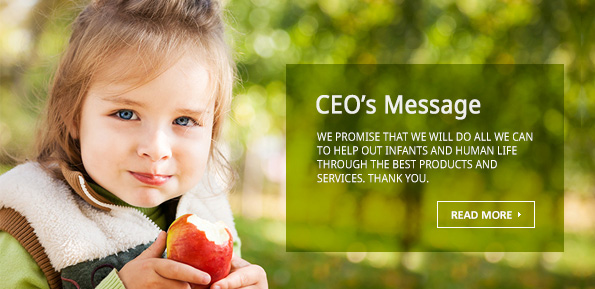 CEO’s Message
WE PROMISE THAT WE WILL DO ALL WE CAN
TO HELP OUT INFANTS AND HUMAN LIFE
THROUGH THE BEST PRODUCTS AND
SERVICES. THANK YOU.
READ MORE